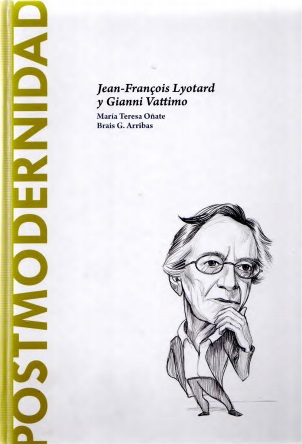 POSTMODERNIDAD
Jean-François Lyotard
y Gianni Vattimo
María Teresa Oñate
Brais G. Arribas